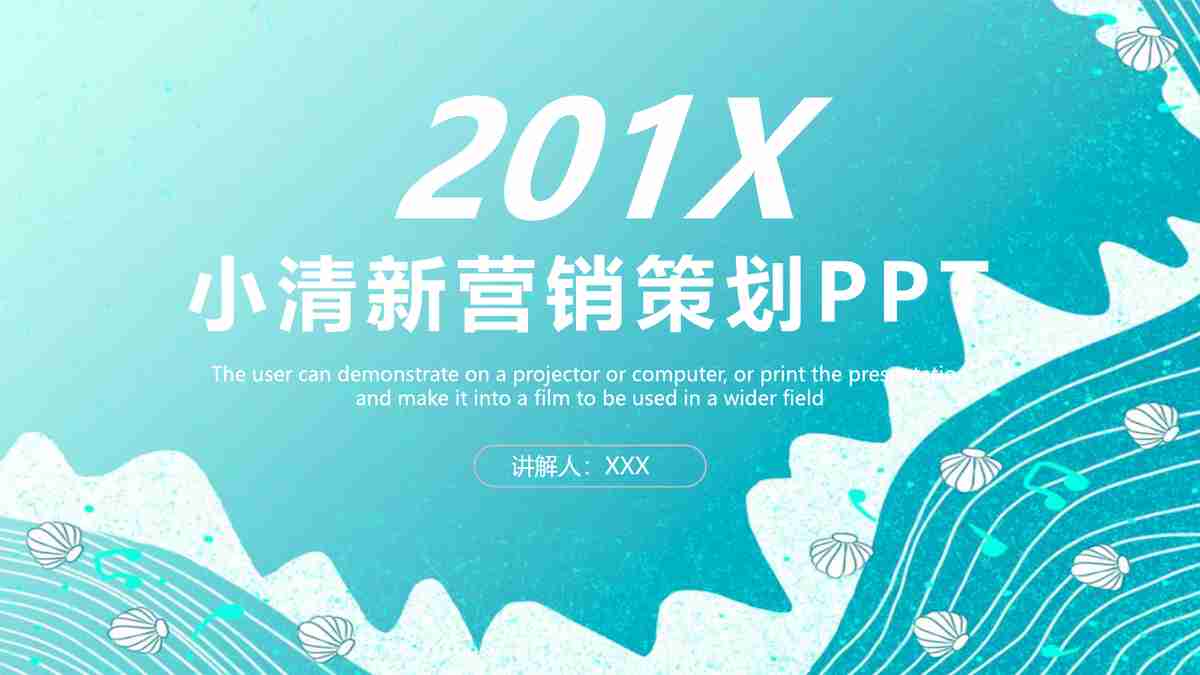 201X
小清新营销策划PPT
The user can demonstrate on a projector or computer, or print the presentation
and make it into a film to be used in a wider field
讲解人：XXX